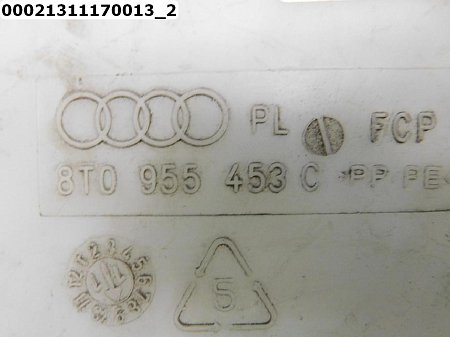 00021311170013_2
PL FCP
8T0 955 453 C PP PE
5